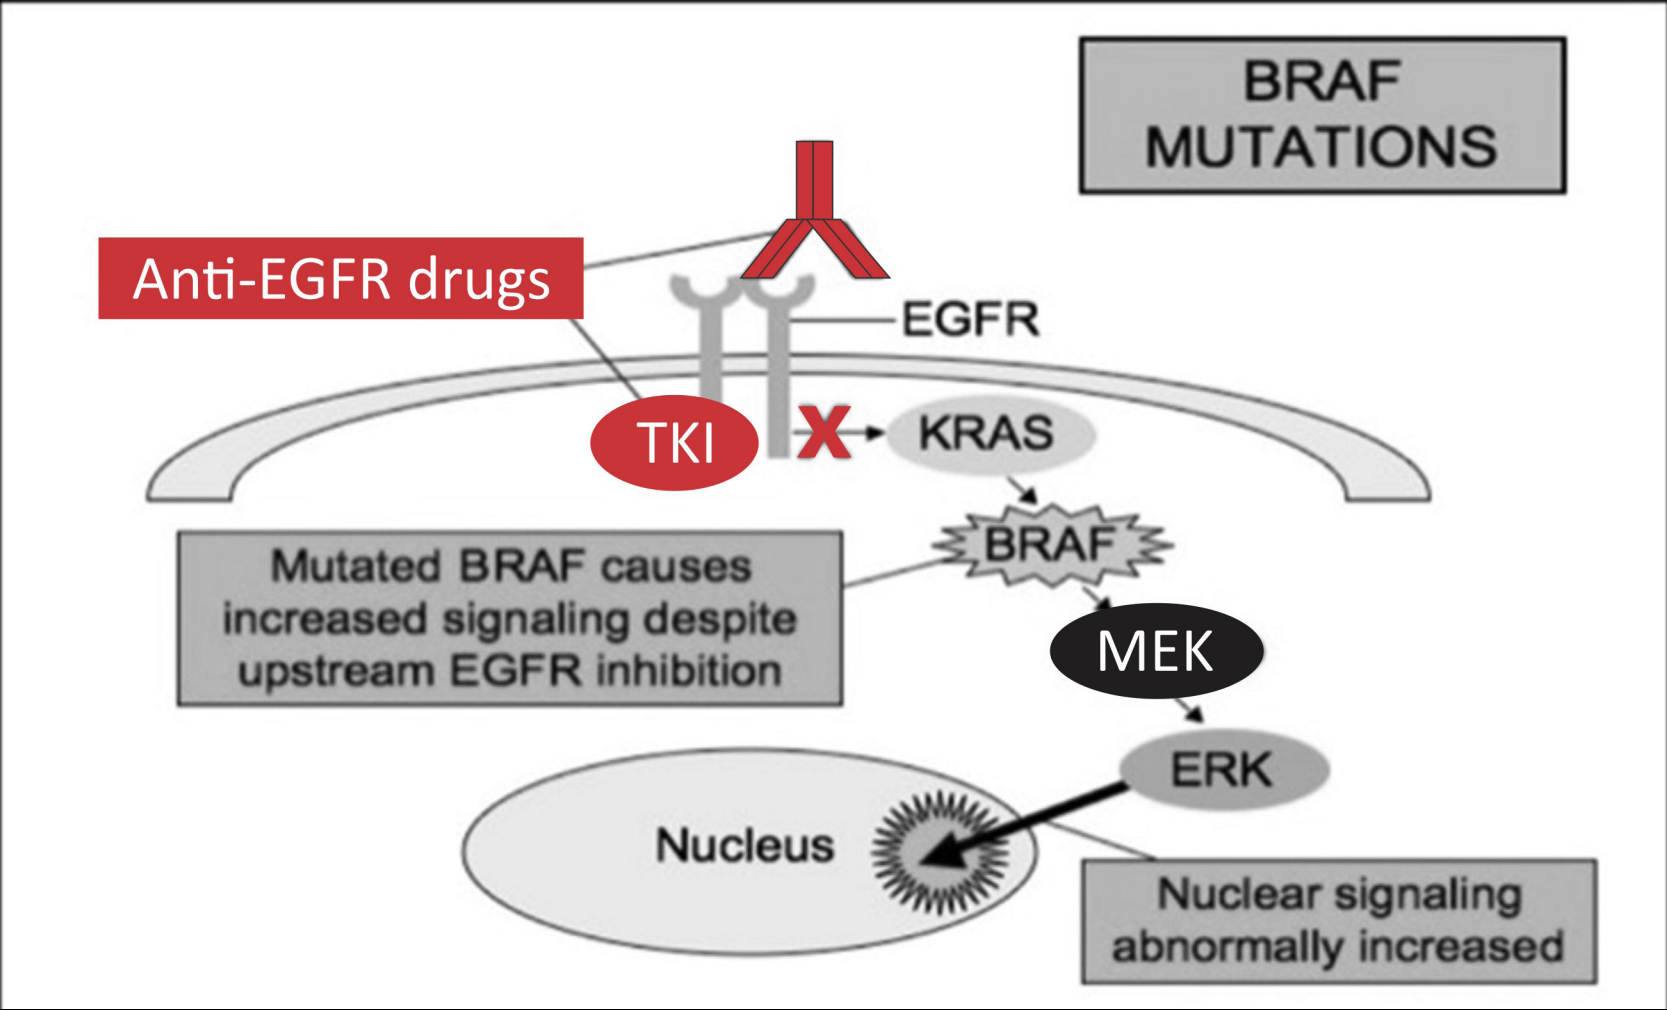 BRAF
MUTATIONS
Anti-EGFR drugs
EGFR
TKI
X
KRAS
BRAF
Mutated BRAF causes
increased signaling despite
upstream EGFR inhibition
MEK
ERK
Nucleus
Nuclear signaling
abnormally increased